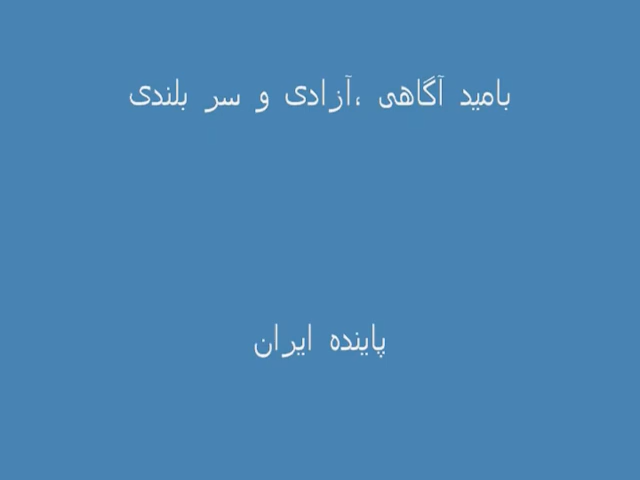 بامید آگاهی ،آزادی و سر بلندی
پاینده ایران